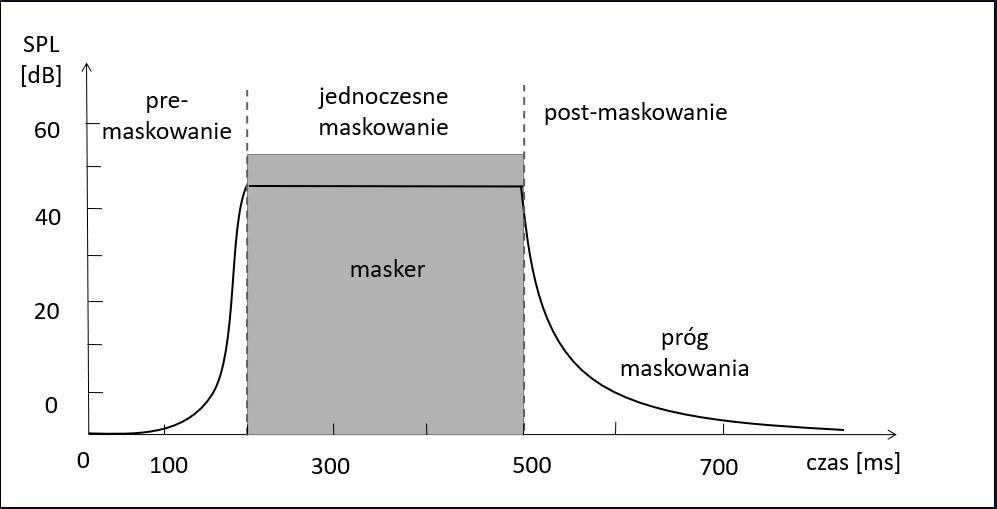 SPL
[dB]
pre-
maskowanie
jednoczesne
maskowanie
post-maskowanie
60
40
masker
20
próg
maskowania
0
0
100
300
500
700
czas [ms]